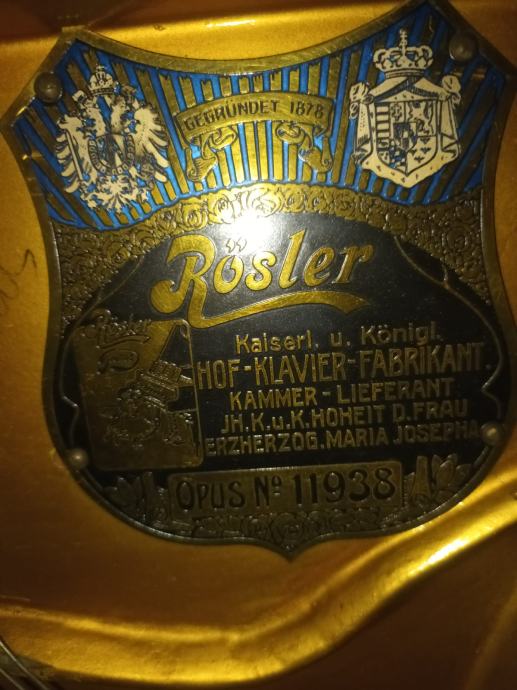 GEGRÜNDET 1878
Rösler
Kaiserl. u. Königl.
HOF-KLAVIER-FABRIKANT.
KAMMER-LIEFERANT
JH.K.u.K.HOHEIT D.FRAU
ERZHERZOG.MARIA JOSEPHA
Rösler
OPUS Nº 11938